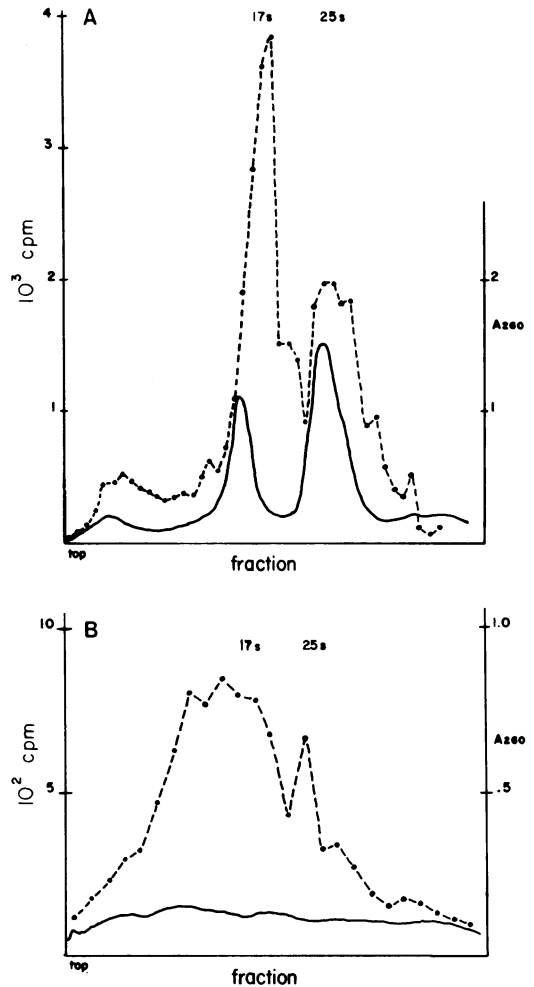 A
17s 25s
4
3
2
1
10³ cpm
2
A260
1
top
fraction
B
17s 25s
10
5
10² cpm
1.0
A260
.5
top
fraction